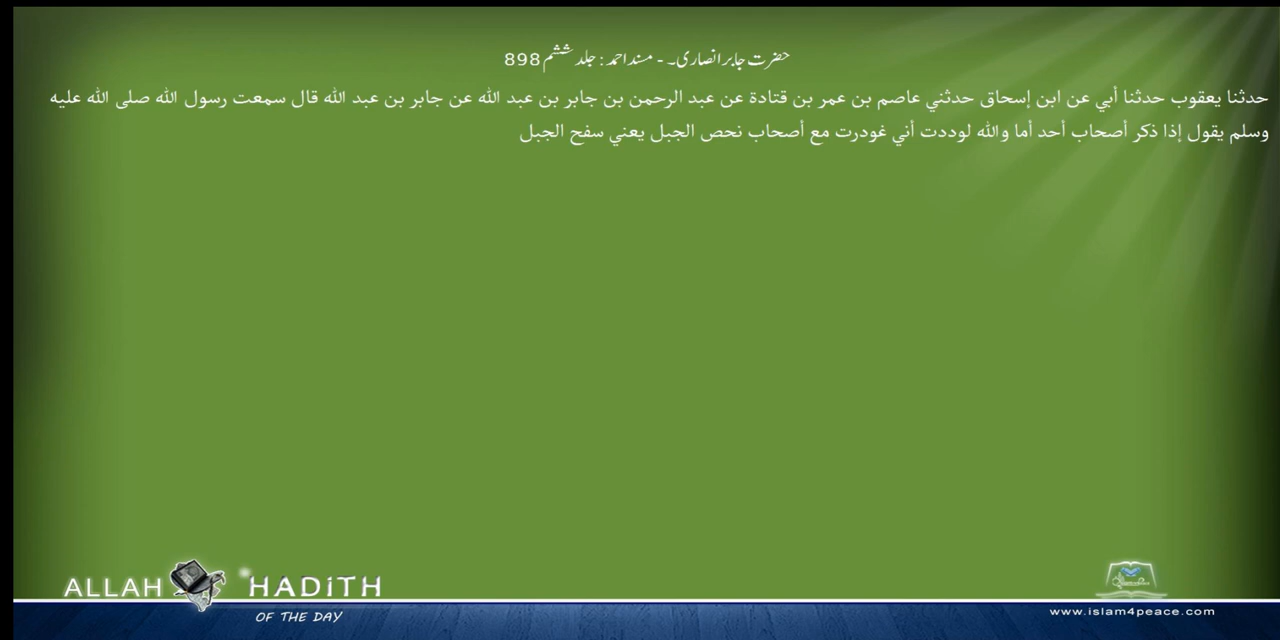 حضرت جابر انصاری۔ - مسند احمد : جلد ششم 898
حدثنا يعقوب حدثنا أبي عن ابن إسحاق حدثني عاصم بن عمر بن قتادة عن عبد الرحمن بن جابر بن عبد الله عن جابر بن عبد الله قال سمعت رسول الله صلى الله عليه
وسلم يقول إذا ذكر أصحاب أحد أما والله لوددت أني غودرت مع أصحاب نحص الجبل يعني سفح الجبل
ALLAH HADITH
OF THE DAY
www.islam4peace.com